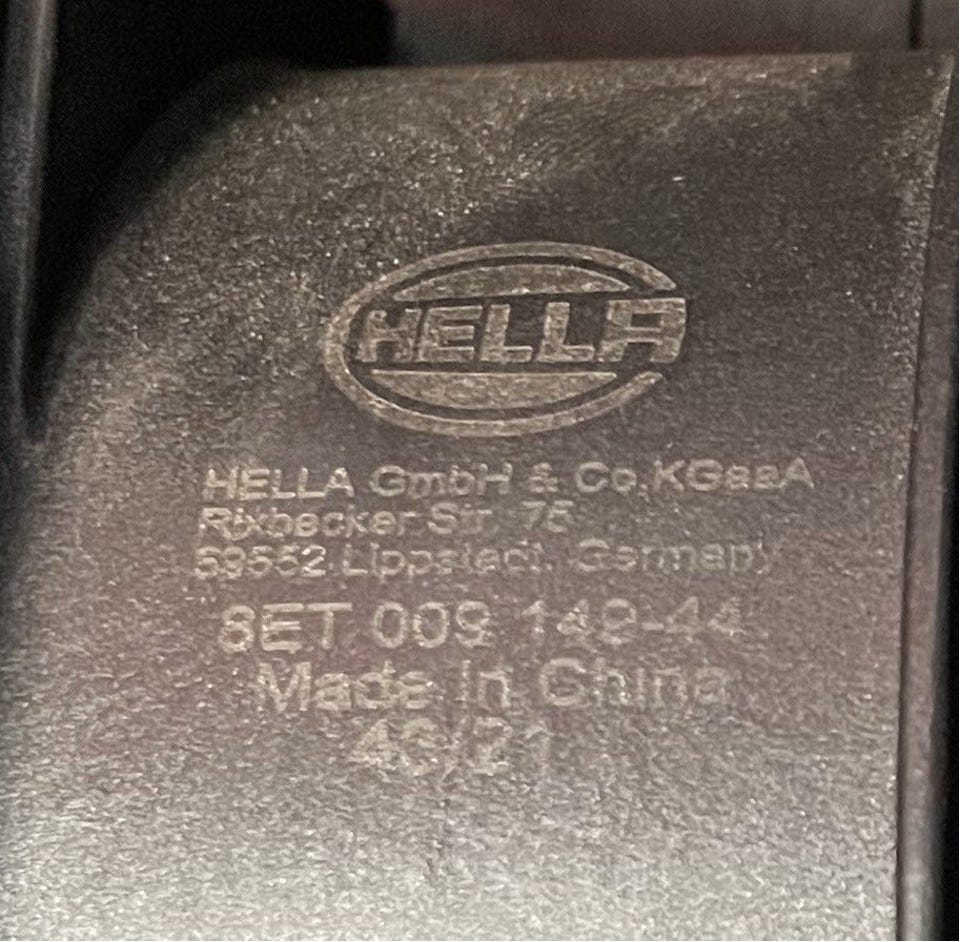 HELLA
HELLA GmbH & Co.KGaaA
Rixbecker Str. 75
59552 Lippstadt, Germany
8ET 009 149-44
Made in China
43/21